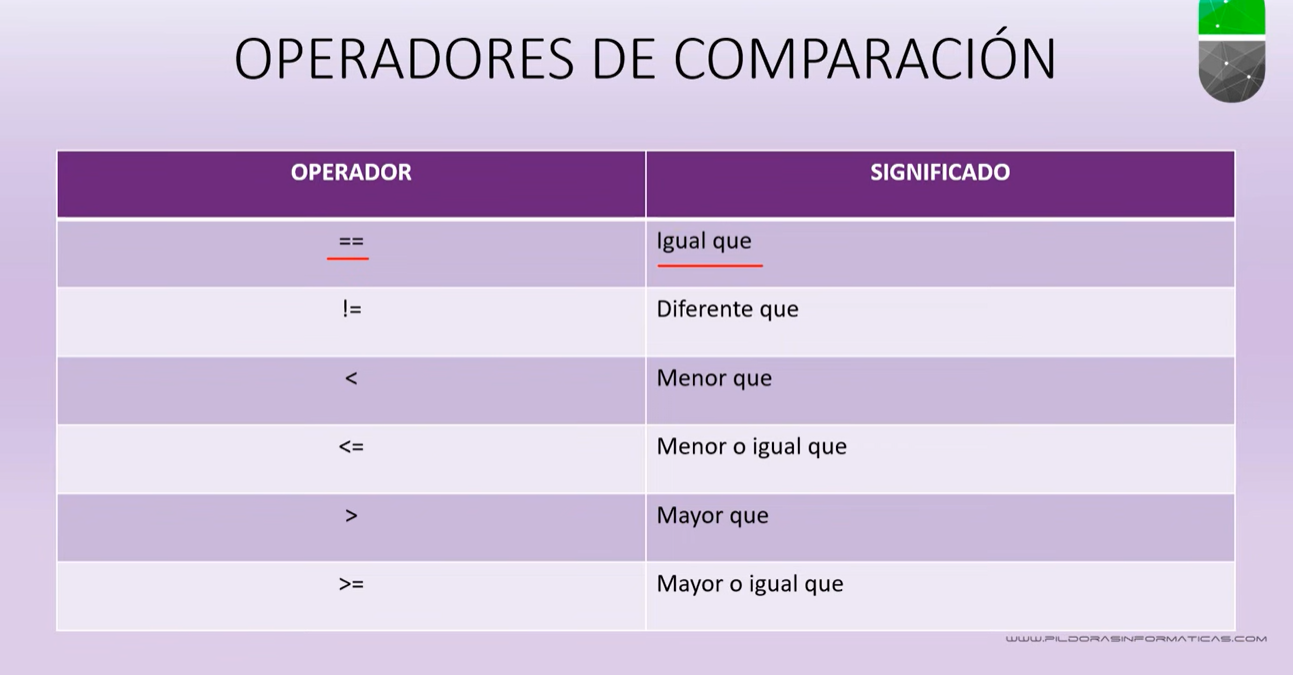 OPERADORES DE COMPARACIÓN
OPERADOR SIGNIFICADO
== Igual que
!= Diferente que
< Menor que
<= Menor o igual que
> Mayor que
>= Mayor o igual que
WWW.PILDORASINFORMATICAS.COM